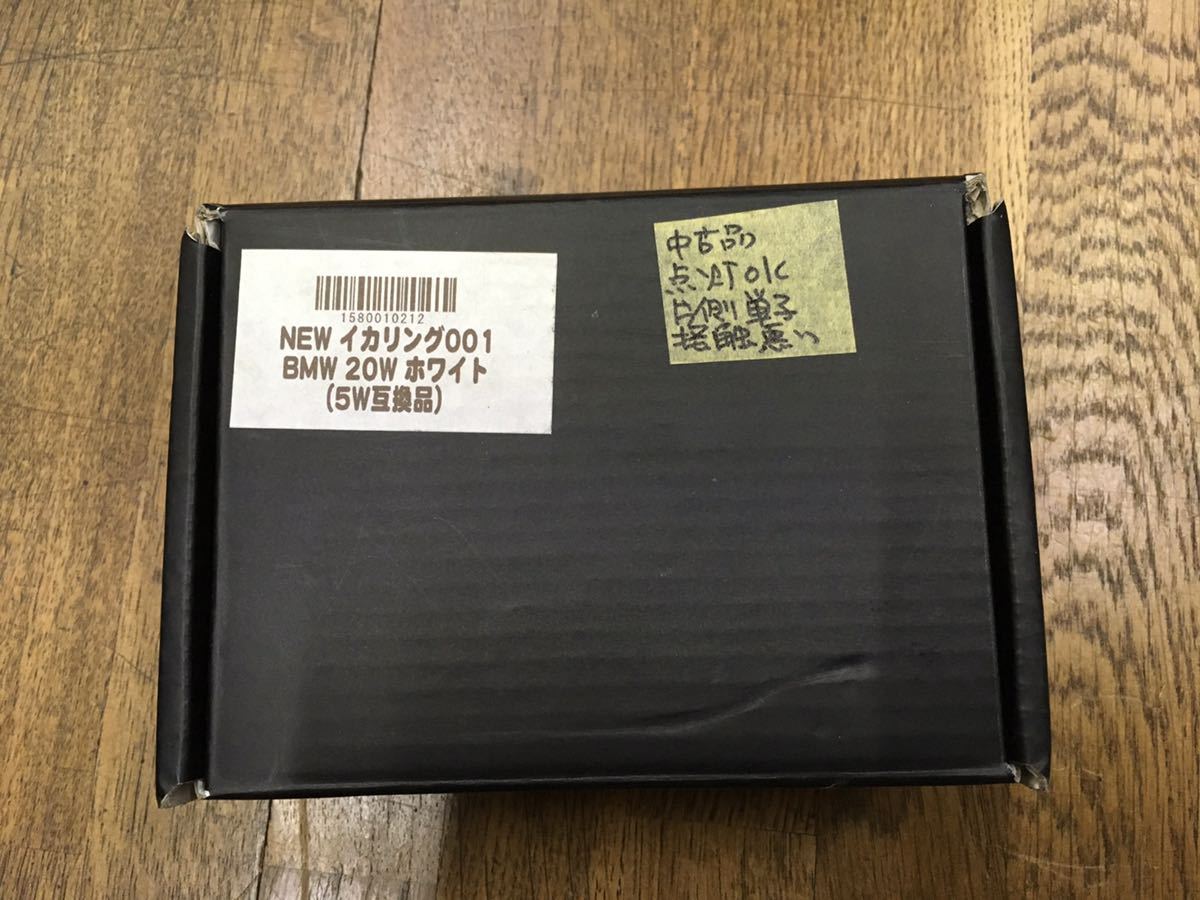 1580010212
NEW イカリング001
BMW 20W ホワイト
(5W互換品)
中古品
点灯OK
片側単子
接触悪い